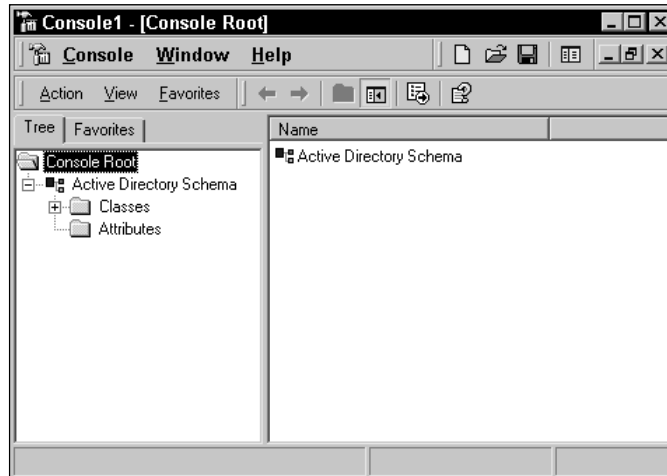 Console1 - [Console Root]
Console Window Help
Action View Favorites
Tree Favorites
Name
Console Root
Active Directory Schema
Classes
Attributes
Active Directory Schema